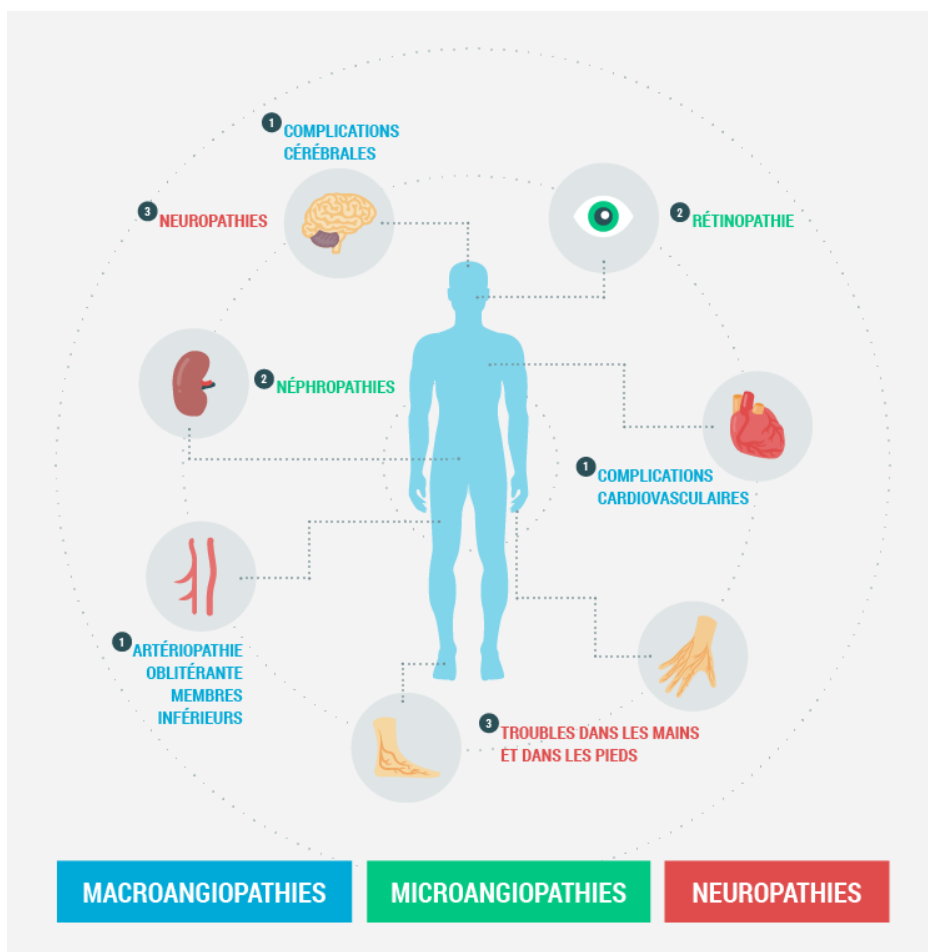 1 COMPLICATIONS
CÉRÉBRALES
3 NEUROPATHIES
2 RÉTINOPATHIE
2 NÉPHROPATHIES
1 COMPLICATIONS
CARDIOVASCULAIRES
1 ARTÉRIOPATHIE
OBLITÉRANTE
MEMBRES
INFÉRIEURS
3 TROUBLES DANS LES MAINS
ET DANS LES PIEDS
MACROANGIOPATHIES
MICROANGIOPATHIES
NEUROPATHIES